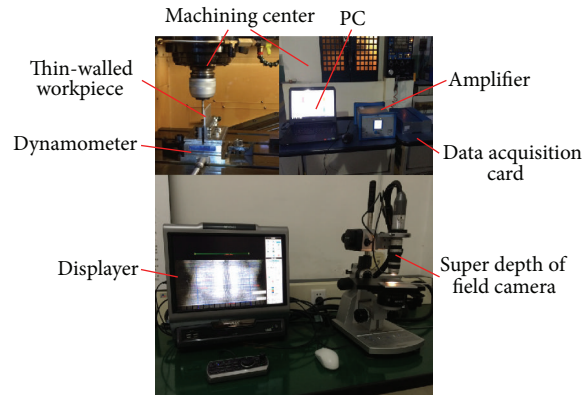 Machining center
PC
Thin-walled
workpiece
Amplifier
Dynamometer
Data acquisition
card
Displayer
Super depth of
field camera